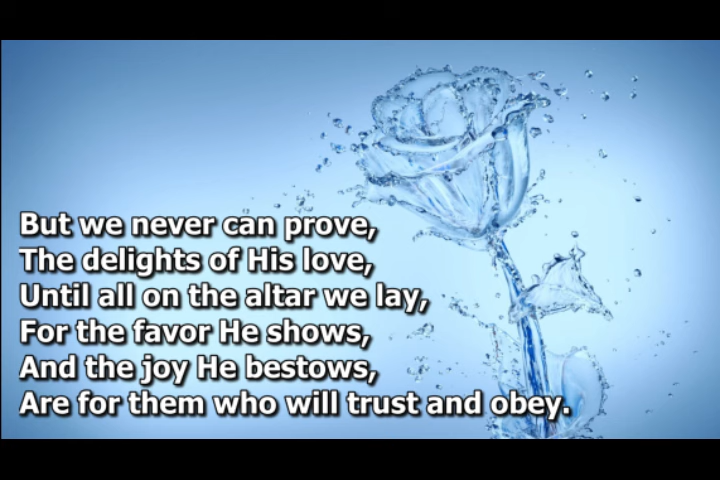 But we never can prove,
The delights of His love,
Until all on the altar we lay,
For the favor He shows,
And the joy He bestows,
Are for them who will trust and obey.